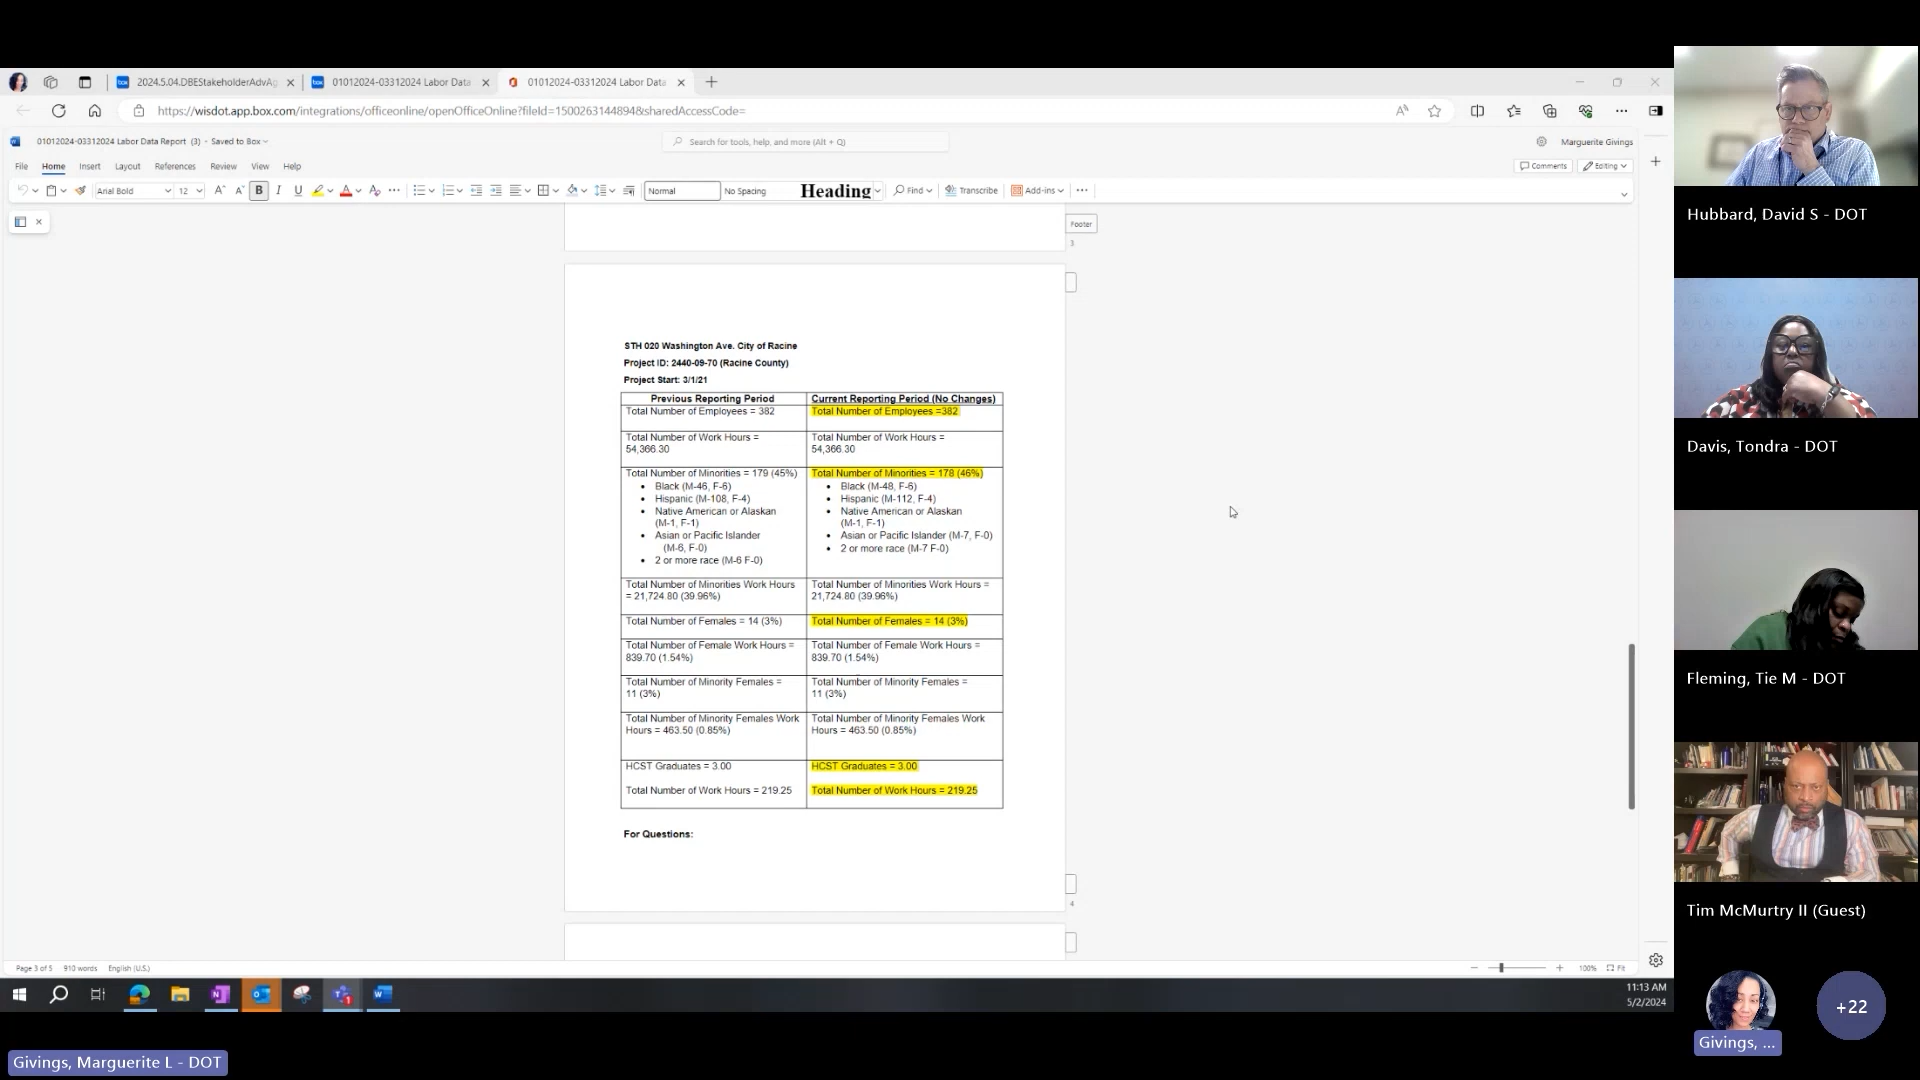 2024.5.04.DBEStakeholderAdvAg
01012024-03312024 Labor Data
01012024-03312024 Labor Data
https://wisdot.app.box.com/integrations/officeonline/openOfficeOnline?fileId=1500263144894&sharedAccessCode=
01012024-03312024 Labor Data Report (3) - Saved to Box
Search for tools, help, and more (Alt + Q)
Marguerite Givings
File Home Insert Layout References Review View Help
Comments Editing
Arial Bold 12 B I U A Normal No Spacing Heading Find Transcribe Add-ins
Footer
3
STH 020 Washington Ave. City of Racine
Project ID: 2440-09-70 (Racine County)
Project Start: 3/1/21
Previous Reporting Period Current Reporting Period (No Changes)
Total Number of Employees = 382 Total Number of Employees =382
Total Number of Work Hours = Total Number of Work Hours =
54,366.30 54,366.30
Total Number of Minorities = 179 (45%) Total Number of Minorities = 178 (46%)
• Black (M-46, F-6) • Black (M-48, F-6)
• Hispanic (M-108, F-4) • Hispanic (M-112, F-4)
• Native American or Alaskan • Native American or Alaskan
(M-1, F-1) (M-1, F-1)
• Asian or Pacific Islander • Asian or Pacific Islander (M-7, F-0)
(M-6, F-0) • 2 or more race (M-7 F-0)
• 2 or more race (M-6 F-0)
Total Number of Minorities Work Hours Total Number of Minorities Work Hours =
= 21,724.80 (39.96%) 21,724.80 (39.96%)
Total Number of Females = 14 (3%) Total Number of Females = 14 (3%)
Total Number of Female Work Hours = Total Number of Female Work Hours =
839.70 (1.54%) 839.70 (1.54%)
Total Number of Minority Females = Total Number of Minority Females =
11 (3%) 11 (3%)
Total Number of Minority Females Work Total Number of Minority Females Work
Hours = 463.50 (0.85%) Hours = 463.50 (0.85%)
HCST Graduates = 3.00 HCST Graduates = 3.00
Total Number of Work Hours = 219.25 Total Number of Work Hours = 219.25
For Questions:
4
Page 3 of 5 910 words English (U.S.)
100% Fit
11:13 AM
5/2/2024
Hubbard, David S - DOT
Davis, Tondra - DOT
Fleming, Tie M - DOT
Tim McMurtry II (Guest)
+22
Givings, ...
Givings, Marguerite L - DOT